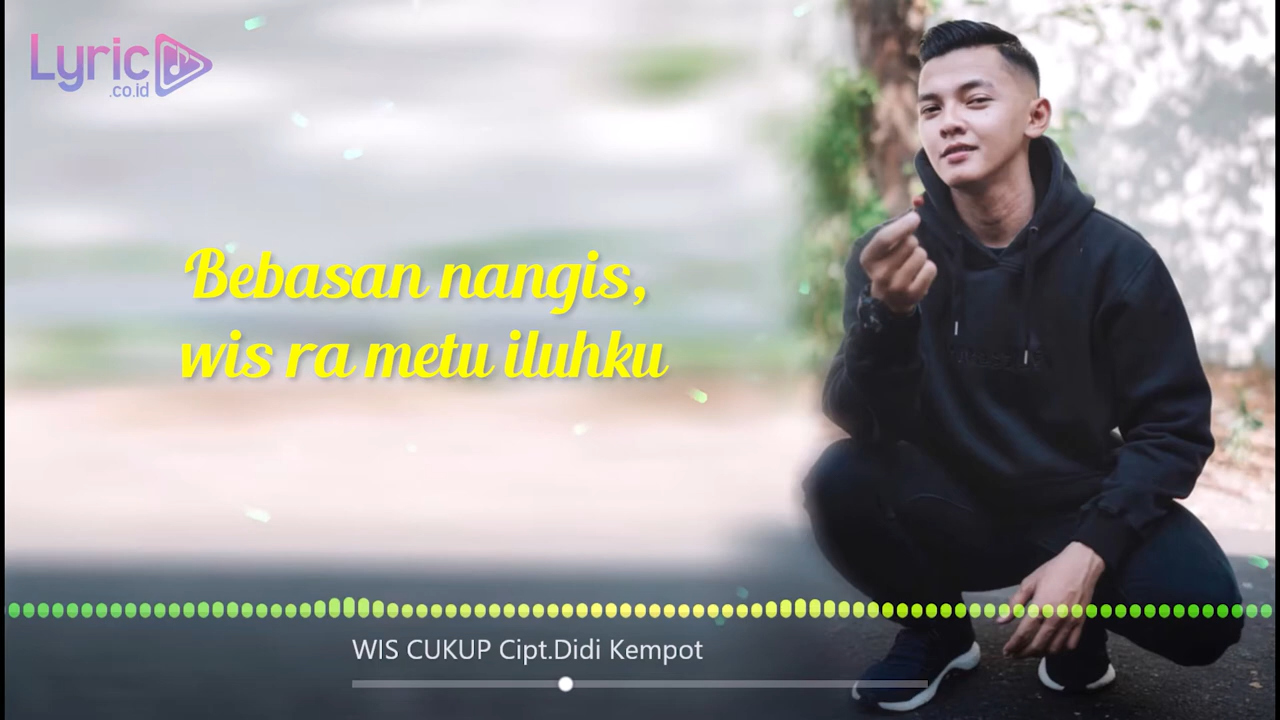 Lyric
.co.id
Bebasan nangis,
wis ra metu iluhku
WIS CUKUP Cipt.Didi Kempot